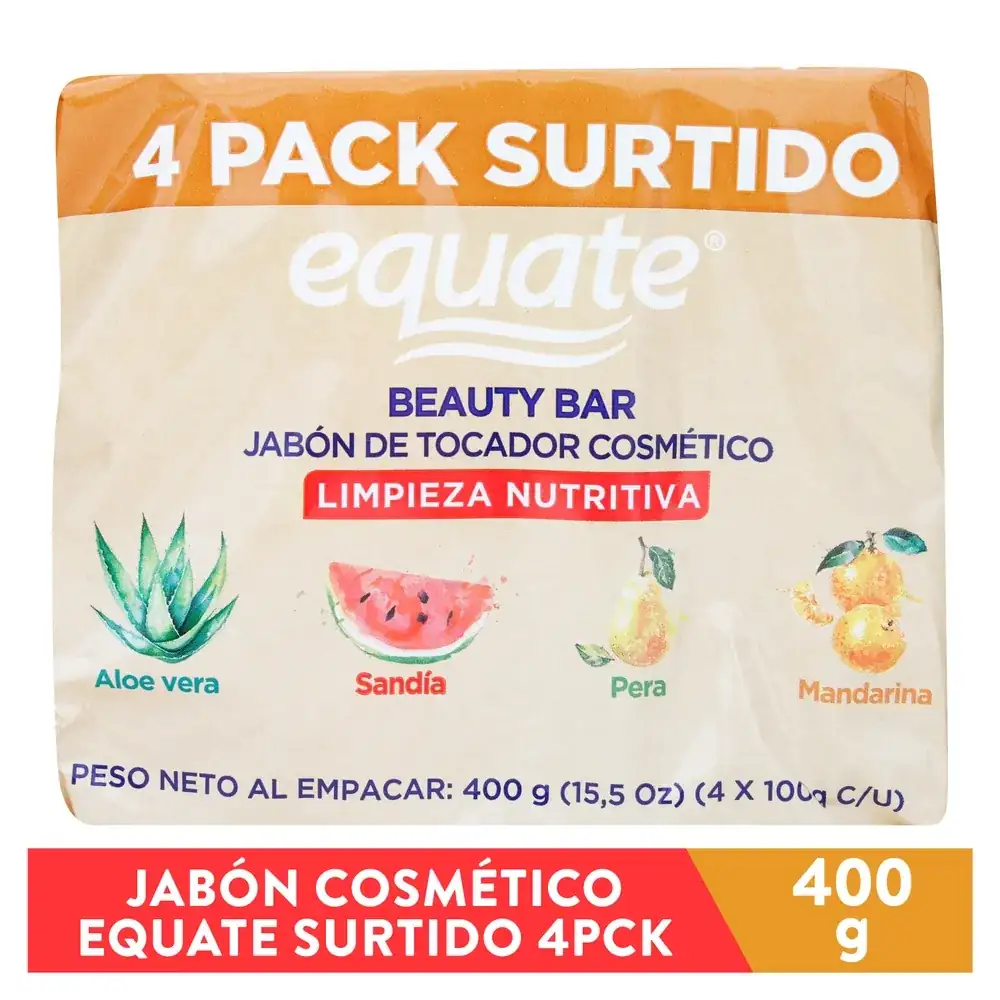 4 PACK SURTIDO
equate®
BEAUTY BAR
JABÓN DE TOCADOR COSMÉTICO
LIMPIEZA NUTRITIVA
Aloe vera
Sandía
Pera
Mandarina
PESO NETO AL EMPACAR: 400 g (15,5 Oz) (4 X 100g C/U)
JABÓN COSMÉTICO
EQUATE SURTIDO 4PCK
400
g